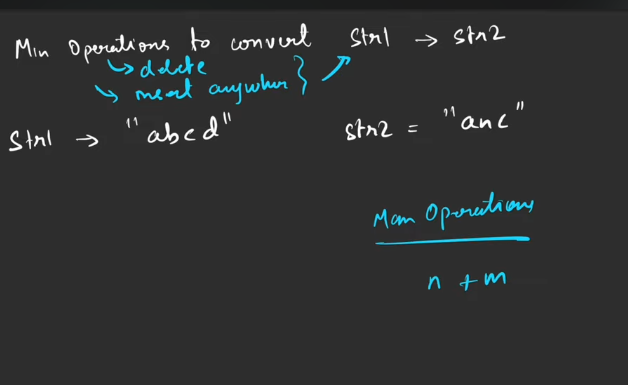 Min Operations to convert str1 → str2
↳ delete
↳ insert anywhere
str1 → "abcd" str2 = "anc"
Max Operations
n + m